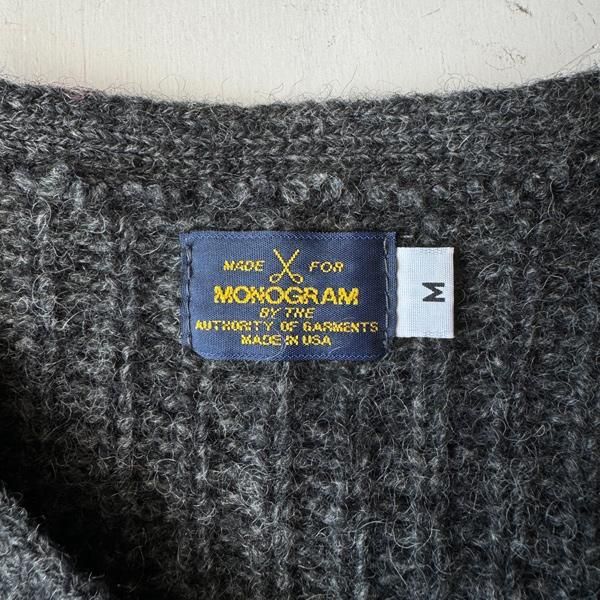 MADE FOR
MONOGRAM
BY THE
AUTHORITY OF GARMENTS
MADE IN USA
M